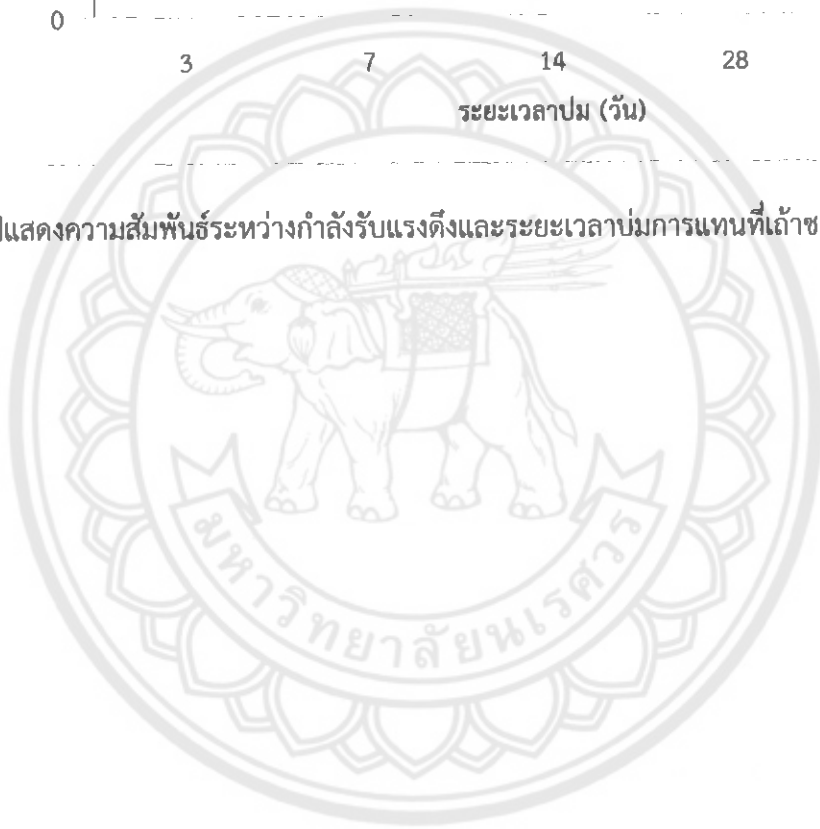 0
3 7 14 28
ระยะเวลาบ่ม (วัน)
แสดงความสัมพันธ์ระหว่างกำลังรับแรงดึงและระยะเวลาบ่มการแทนที่เถ้าช
มหาวิทยาลัยนเรศวร